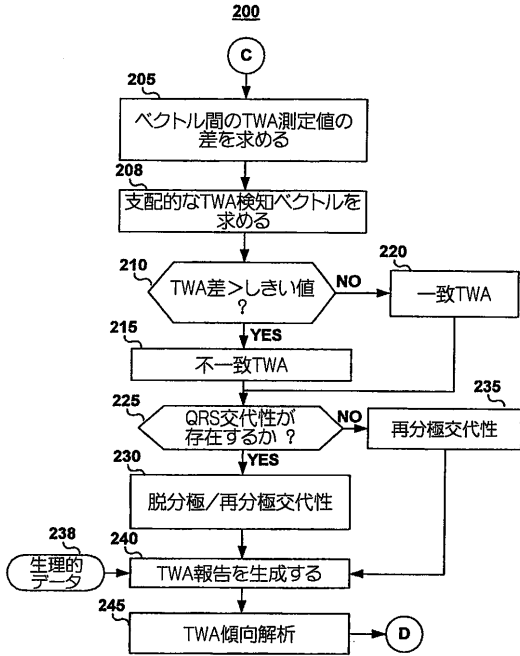 200
C
205
ベクトル間のTWA測定値の
差を求める
208
支配的なTWA検知ベクトルを
求める
210
TWA差>しきい値
?
NO
220
一致TWA
YES
215
不一致TWA
225
QRS交代性が
存在するか ?
NO
235
再分極交代性
YES
230
脱分極/再分極交代性
238
生理的
データ
240
TWA報告を生成する
245
TWA傾向解析
D